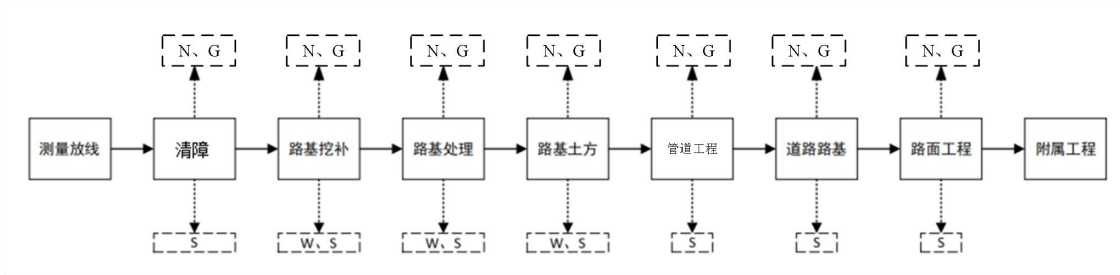 N、G N、G N、G N、G N、G N、G N、G
测量放线 清障 路基挖补 路基处理 路基土方 管道工程 道路路基 路面工程 附属工程
S W、S W、S W、S S S S